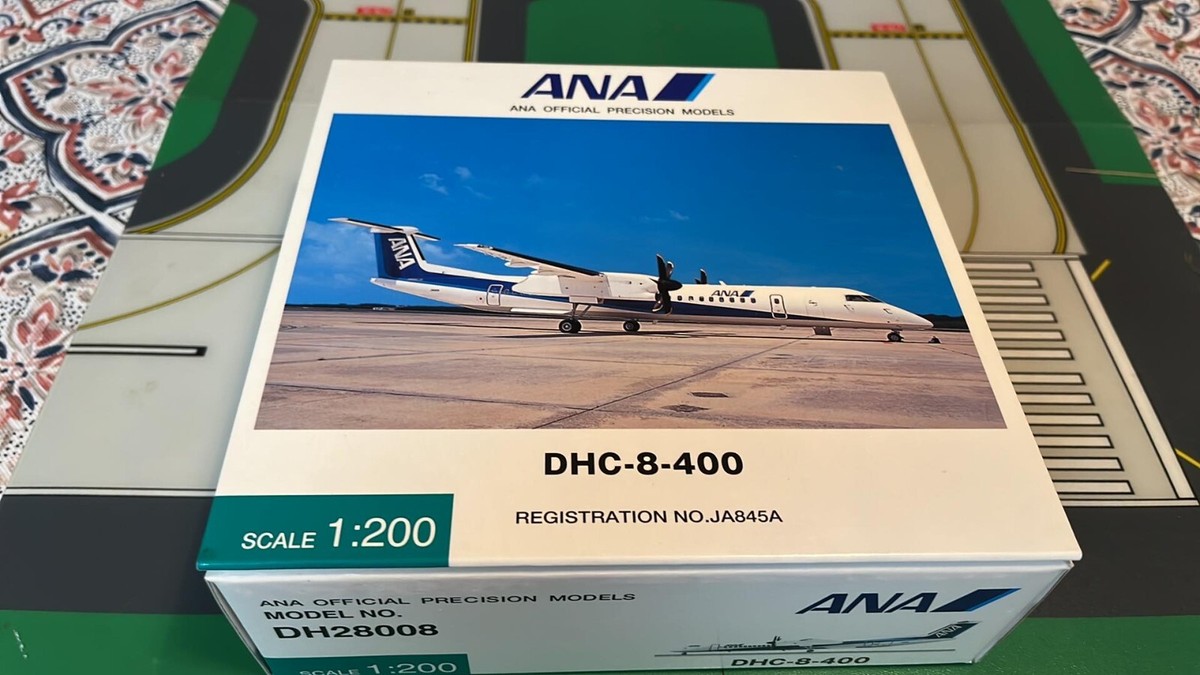 ANA
ANA OFFICIAL PRECISION MODELS
ANA
ANA
DHC-8-400
REGISTRATION NO.JA845A
SCALE 1:200
ANA OFFICIAL PRECISION MODELS
MODEL NO.
DH28008
SCALE 1:200
ANA
ANA
DHC-8-400